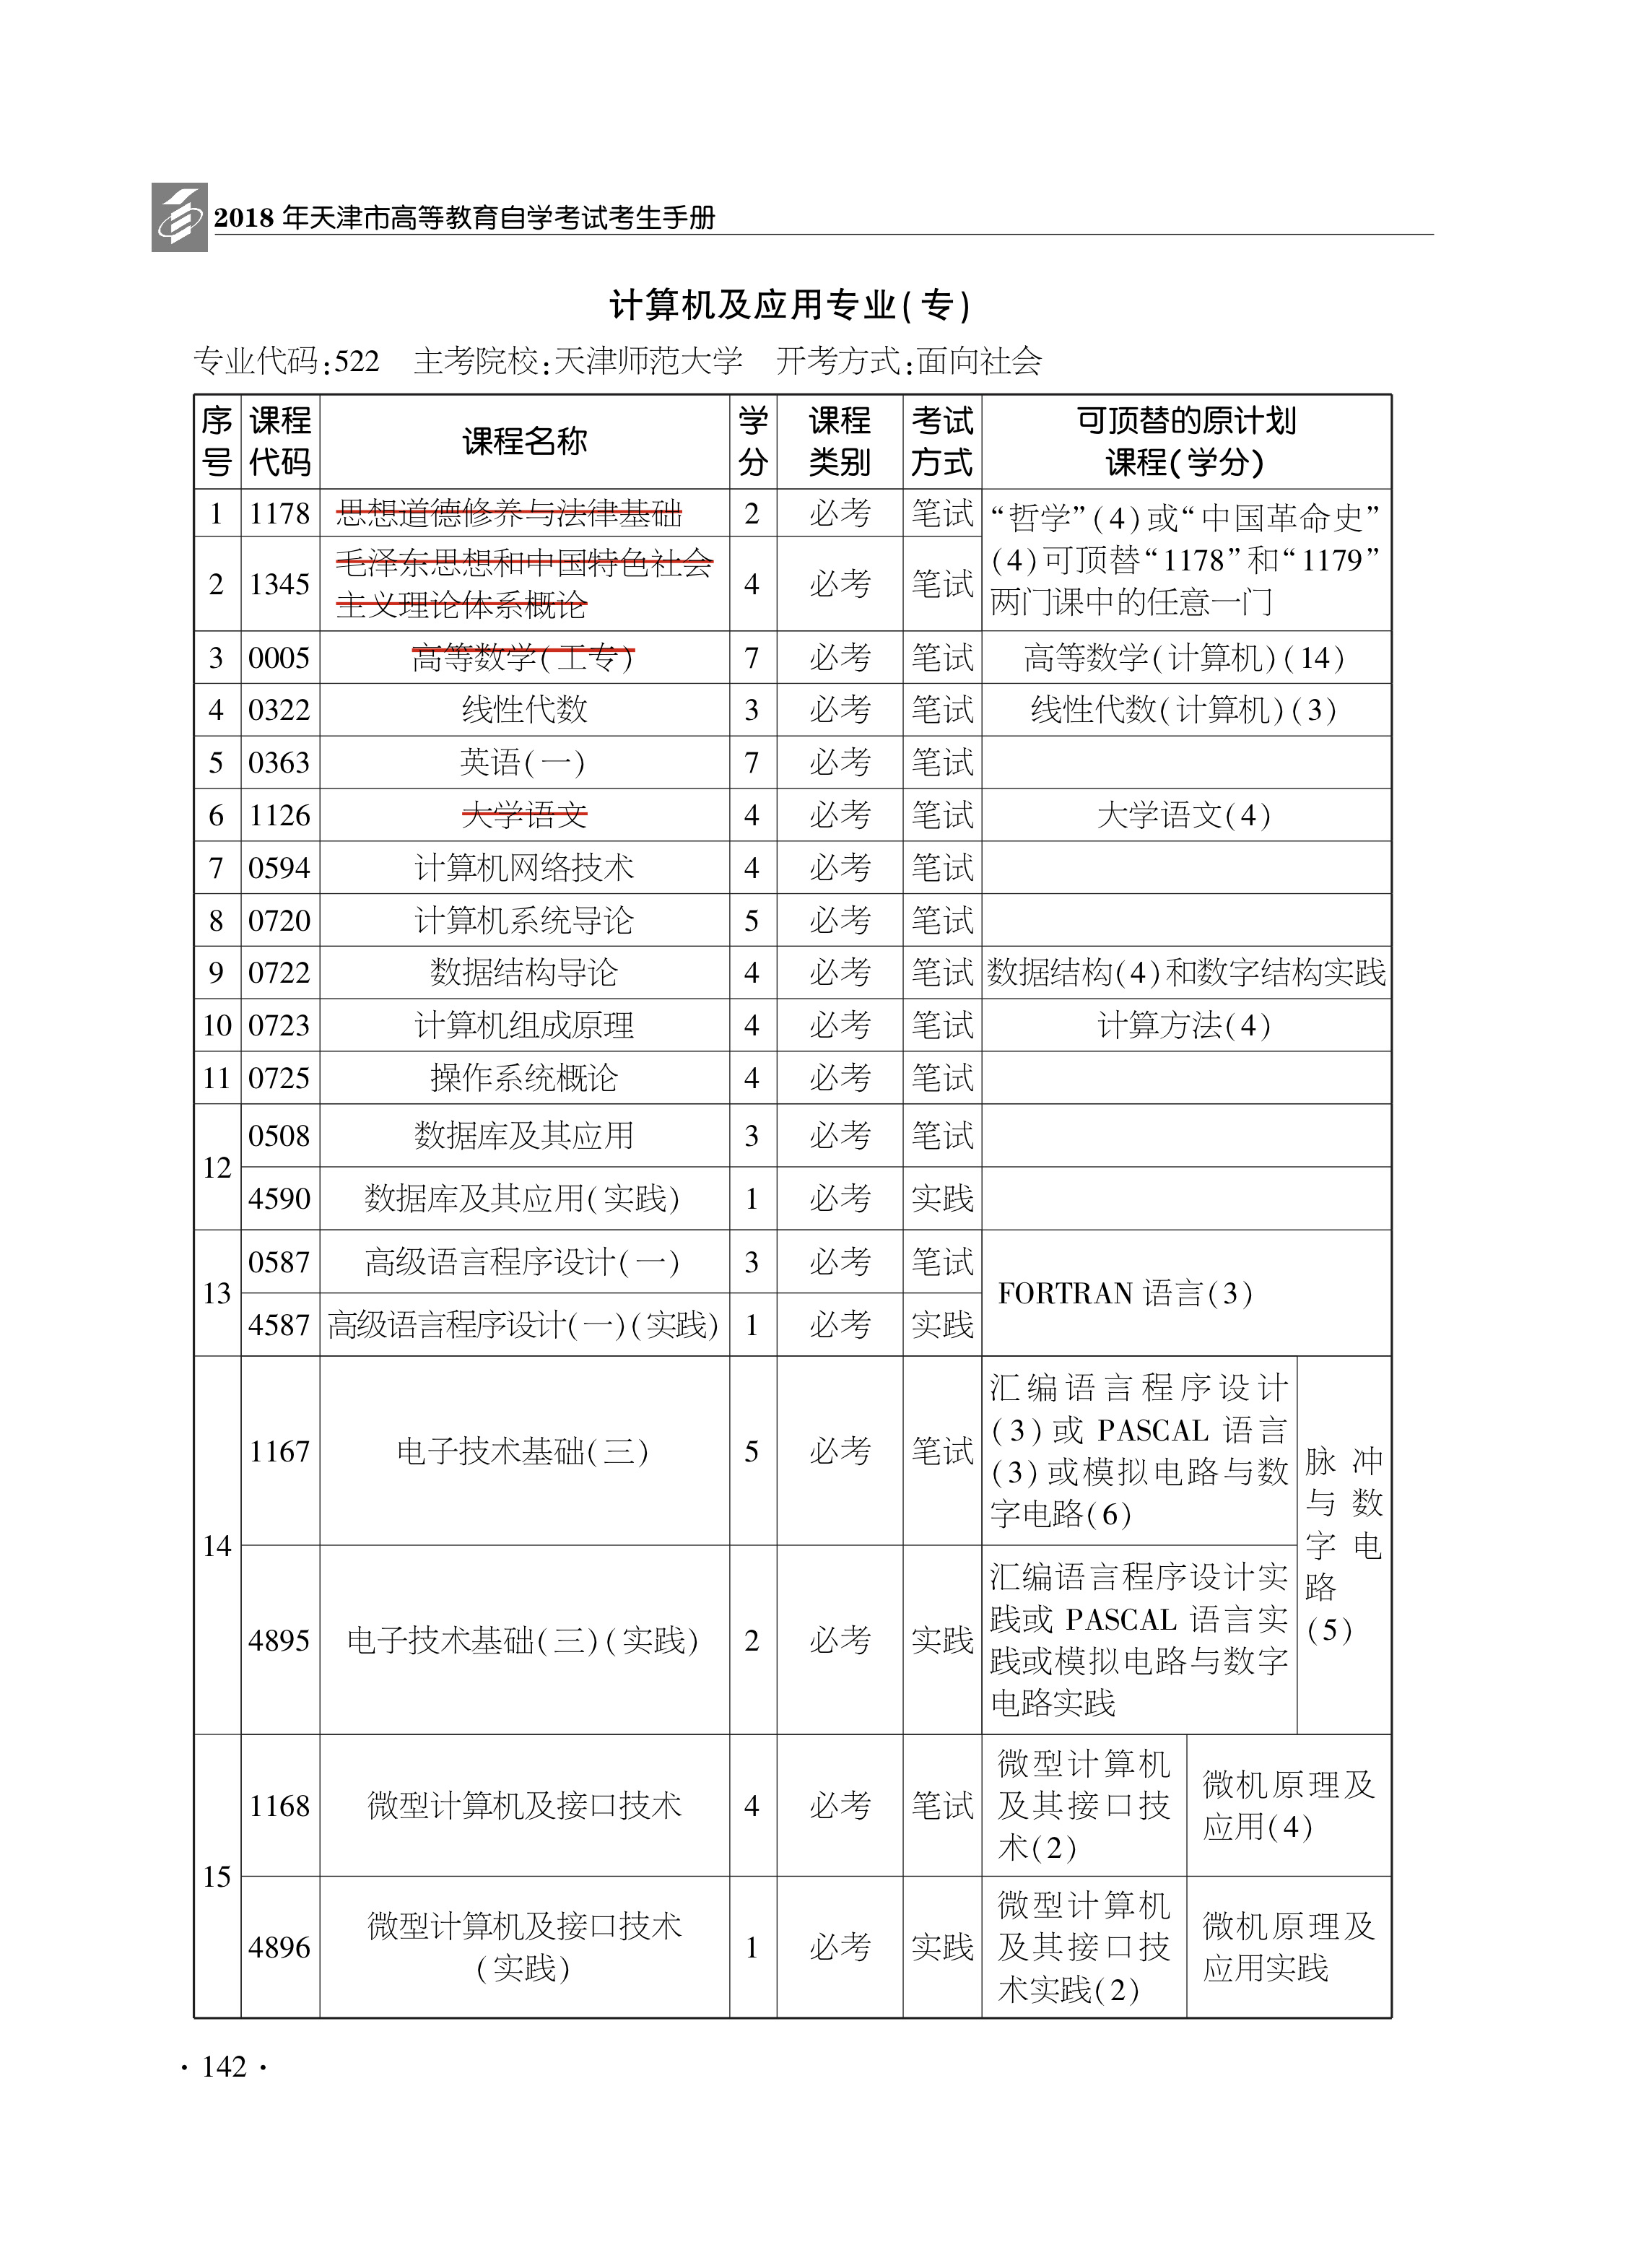 2018 年天津市高等教育自学考试考生手册
计算机及应用专业(专)
专业代码:522 主考院校:天津师范大学 开考方式:面向社会
序号 课程代码 课程名称 学分 课程类别 考试方式 可顶替的原计划课程(学分)
1 1178 思想道德修养与法律基础 2 必考 笔试 “哲学”(4)或“中国革命史”
(4)可顶替“1178”和“1179”
两门课中的任意一门
2 1345 毛泽东思想和中国特色社会
主义理论体系概论 4 必考 笔试
3 0005 高等数学(工专) 7 必考 笔试 高等数学(计算机)(14)
4 0322 线性代数 3 必考 笔试 线性代数(计算机)(3)
5 0363 英语(一) 7 必考 笔试
6 1126 大学语文 4 必考 笔试 大学语文(4)
7 0594 计算机网络技术 4 必考 笔试
8 0720 计算机系统导论 5 必考 笔试
9 0722 数据结构导论 4 必考 笔试 数据结构(4)和数字结构实践
10 0723 计算机组成原理 4 必考 笔试 计算方法(4)
11 0725 操作系统概论 4 必考 笔试
12 0508 数据库及其应用 3 必考 笔试
4590 数据库及其应用(实践) 1 必考 实践
13 0587 高级语言程序设计(一) 3 必考 笔试 FORTRAN 语言(3)
4587 高级语言程序设计(一)(实践) 1 必考 实践
14 1167 电子技术基础(三) 5 必考 笔试 汇编语言程序设计
(3)或 PASCAL 语言
(3)或模拟电路与数
字电路(6)
脉冲
与数
字电
路
(5)
4895 电子技术基础(三)(实践) 2 必考 实践 汇编语言程序设计实
践或 PASCAL 语言实
践或模拟电路与数字
电路实践
15 1168 微型计算机及接口技术 4 必考 笔试 微型计算机
及其接口技
术(2)
微机原理及
应用(4)
4896 微型计算机及接口技术
(实践) 1 必考 实践 微型计算机
及其接口技
术实践(2)
微机原理及
应用实践
·142·